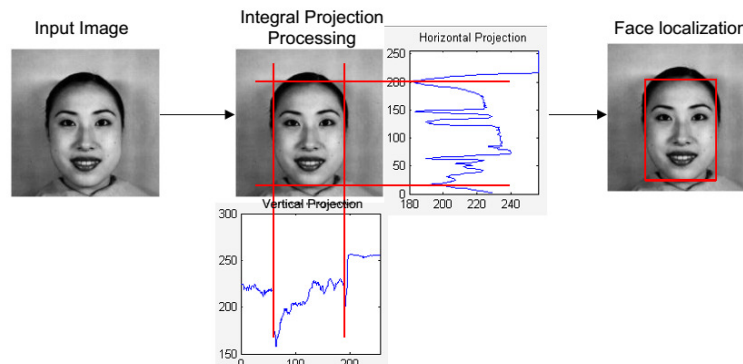 Input Image
Integral Projection
Processing
Face localization
Horizontal Projection
250
200
150
100
50
0
180 200 220 240
Vertical Projection
300
250
200
150
0 100 200